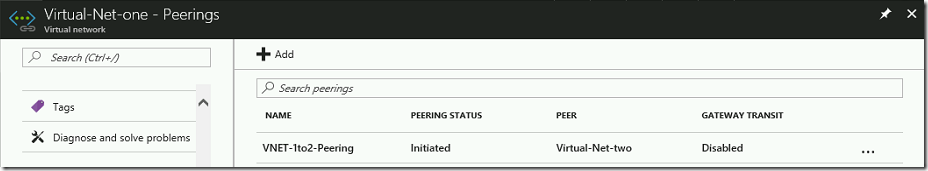 Virtual-Net-one - Peerings
Virtual network
Search (Ctrl+/)
Tags
Diagnose and solve problems
Add
Search peerings
NAME PEERING STATUS PEER GATEWAY TRANSIT
VNET-1to2-Peering Initiated Virtual-Net-two Disabled ...